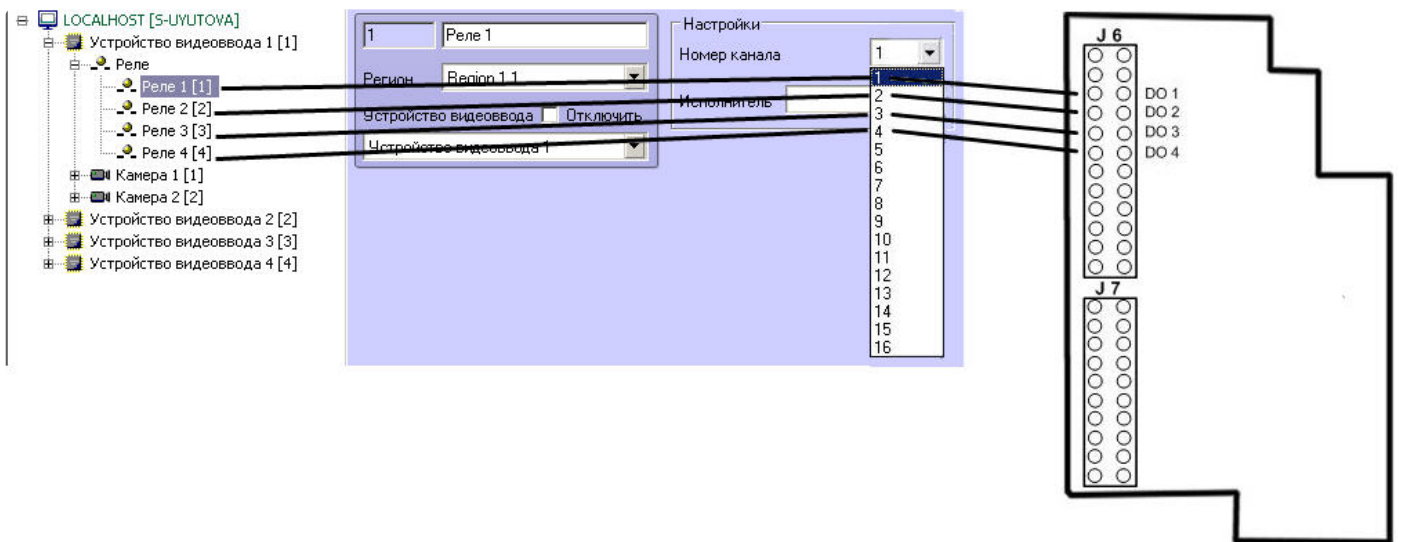 LOCALHOST [S-UYUTOVA]
Устройство видеоввода 1 [1]
Реле
Реле 1 [1]
Реле 2 [2]
Реле 3 [3]
Реле 4 [4]
Камера 1 [1]
Камера 2 [2]
Устройство видеоввода 2 [2]
Устройство видеоввода 3 [3]
Устройство видеоввода 4 [4]
1 Реле 1
Регион Region 1.1
Устройство видеоввода Отключить
Устройство видеоввода 1
Настройки
Номер канала 1
Исполнитель
1
2
3
4
5
6
7
8
9
10
11
12
13
14
15
16
J 6
DO 1
DO 2
DO 3
DO 4
J 7